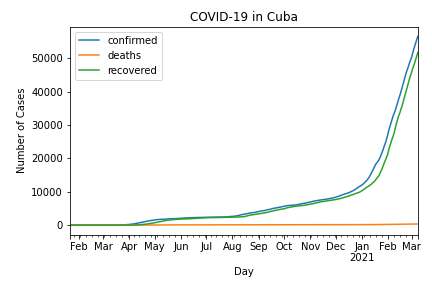 COVID-19 in Cuba
confirmed
deaths
recovered
Number of Cases
50000
40000
30000
20000
10000
0
Feb Mar Apr May Jun Jul Aug Sep Oct Nov Dec Jan Feb Mar
2021
Day